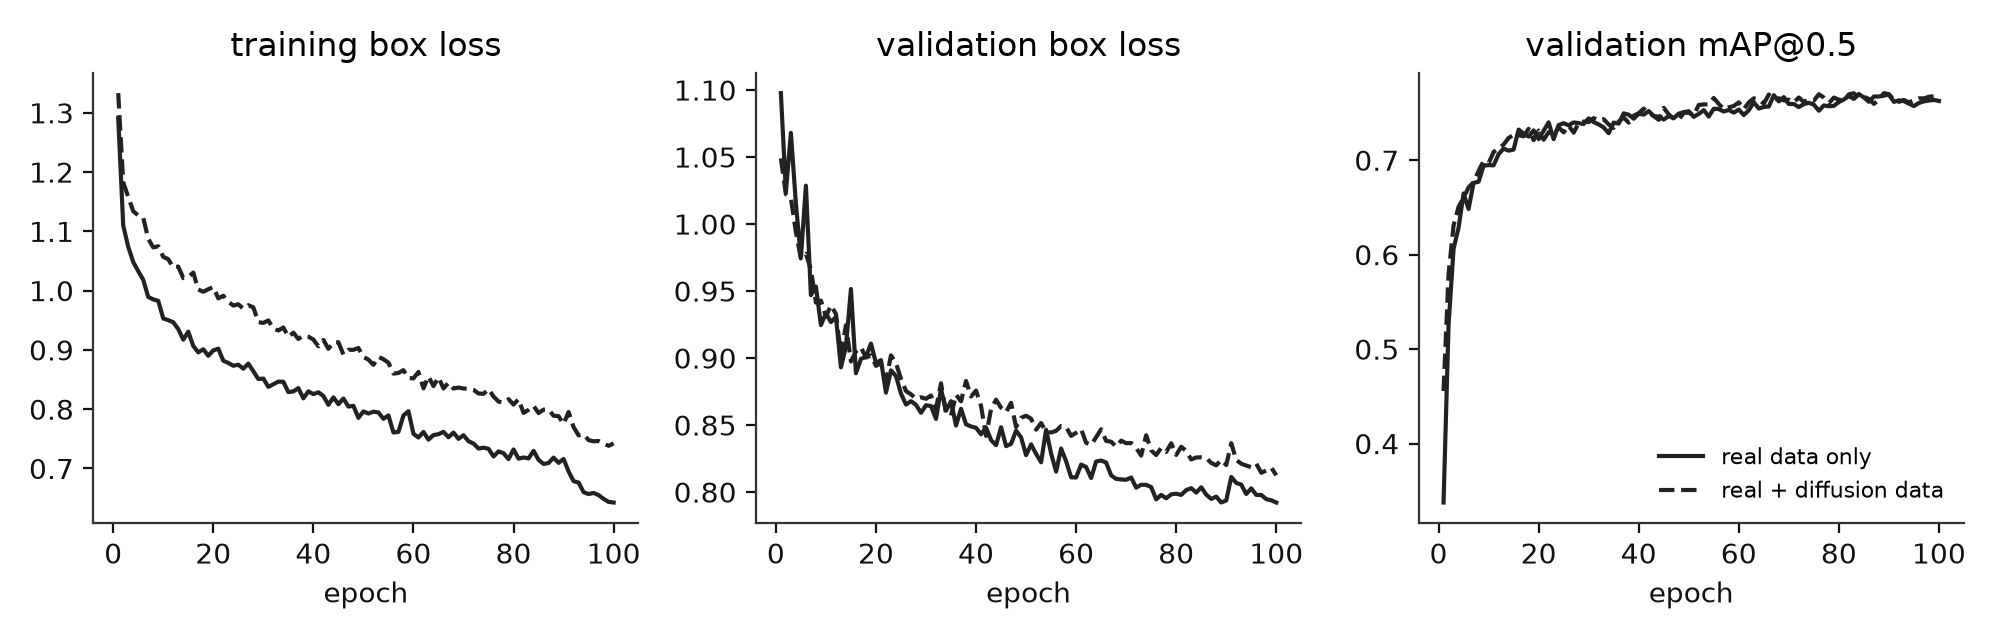 training box loss
1.3
1.2
1.1
1.0
0.9
0.8
0.7
0 20 40 60 80 100
epoch
validation box loss
1.10
1.05
1.00
0.95
0.90
0.85
0.80
0 20 40 60 80 100
epoch
validation mAP@0.5
0.7
0.6
0.5
0.4
real data only
real + diffusion data
0 20 40 60 80 100
epoch